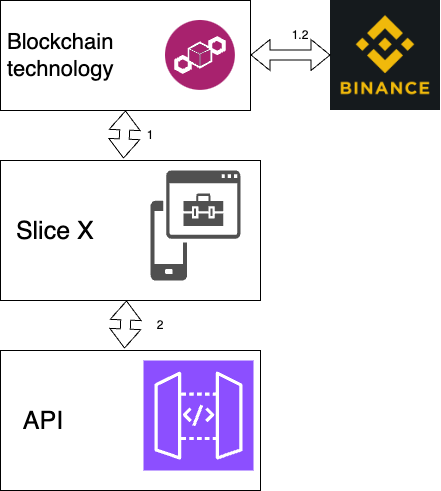 Blockchain
technology
1.2
BINANCE
1
Slice X
2
API
</>